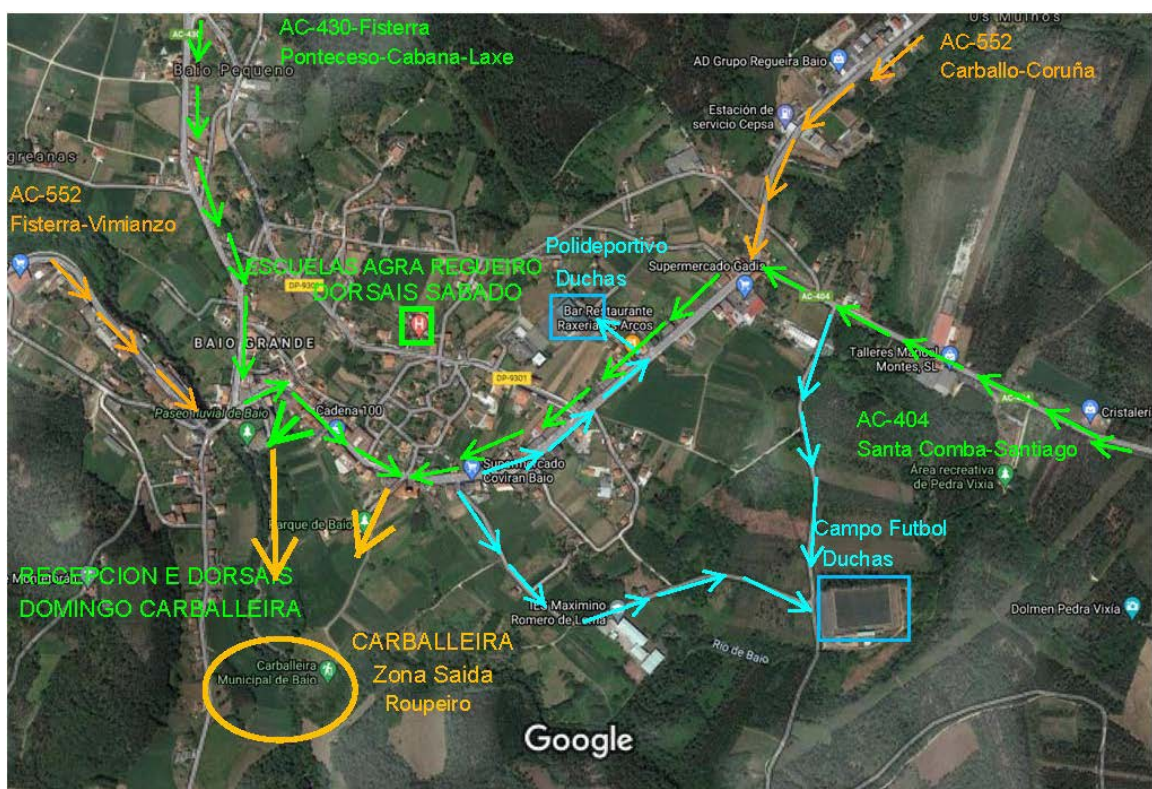 Os Muiños
AC-430
AC-430-Fisterra
Ponteceso-Cabana-Laxe
AC-552
Carballo-Coruña
AD Grupo Regueira Baio
Baio Pequeno
Estación de
servicio Cepsa
greanas
AC-552
Fisterra-Vimianzo
Polideportivo
Duchas
ESCUELAS AGRA REGUEIRO
DORSAIS SABADO
Supermercado Gadis
DP-9301
AC-404
Bar Restaurante
Raxeria Os Arcos
BAIO GRANDE
Talleres Manuel
Montes, SL
DP-9301
AC-404
Paseo fluvial de Baio
Cadena 100
Cristalería
AC-404
Santa Comba-Santiago
Supermercado
Coviran Baio
Área recreativa
de Pedra Vixía
Parque de Baio
Campo Futbol
Duchas
RECEPCION E DORSAIS
DOMINGO CARBALLEIRA
IES Maximino
Romero de Lema
Dolmen Pedra Vixía
CARBALLEIRA
Zona Saida
Roupeiro
Carballeira
Municipal de Baio
Río de Baio
Google